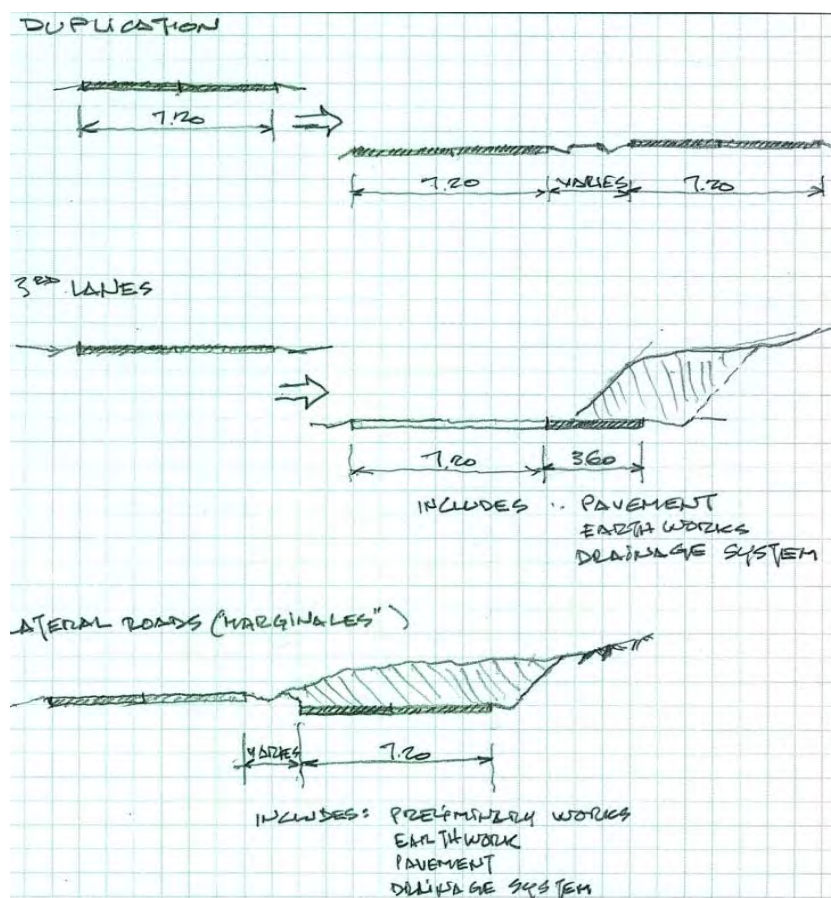 DUPLICATION
7.20
7.20 VARIES 7.20
3RD LANES
7.20 3.60
INCLUDES : PAVEMENT
EARTH WORKS
DRAINAGE SYSTEM
ATERAL ROADS ("MARGINALES")
VARIES 7.20
INCLUDES: PRELIMINARY WORKS
EARTHWORK
PAVEMENT
DRAINAGE SYSTEM